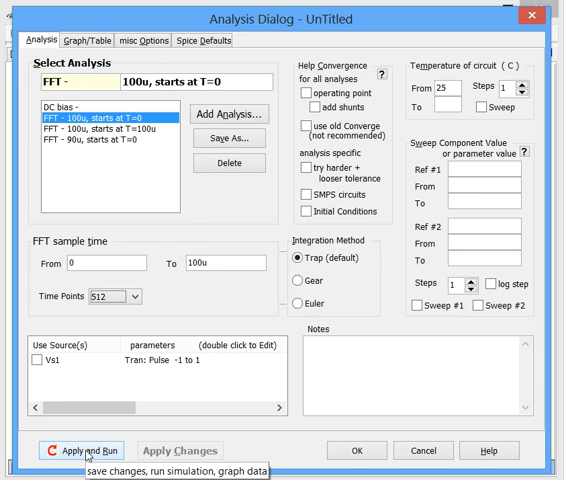 Analysis Dialog - UnTitled
Analysis
Graph/Table
misc Options
Spice Defaults
Select Analysis
FFT -
100u, starts at T=0
DC bias -
FFT - 100u, starts at T=0
FFT - 100u, starts at T=100u
FFT - 90u, starts at T=0
Add Analysis...
Save As...
Delete
Help Convergence
for all analyses
?
operating point
add shunts
use old Converge
(not recommended)
analysis specific
try harder +
looser tolerance
SMPS circuits
Initial Conditions
Temperature of circuit ( C )
From 25
Steps 1
To
Sweep
Sweep Component Value
or parameter value ?
Ref #1
From
To
Ref #2
From
To
Steps 1
log step
Sweep #1
Sweep #2
FFT sample time
From 0
To 100u
Time Points 512
Integration Method
Trap (default)
Gear
Euler
Use Source(s) parameters (double click to Edit)
Vs1 Tran: Pulse -1 to 1
Notes
Apply and Run
Apply Changes
OK
Cancel
Help
save changes, run simulation, graph data